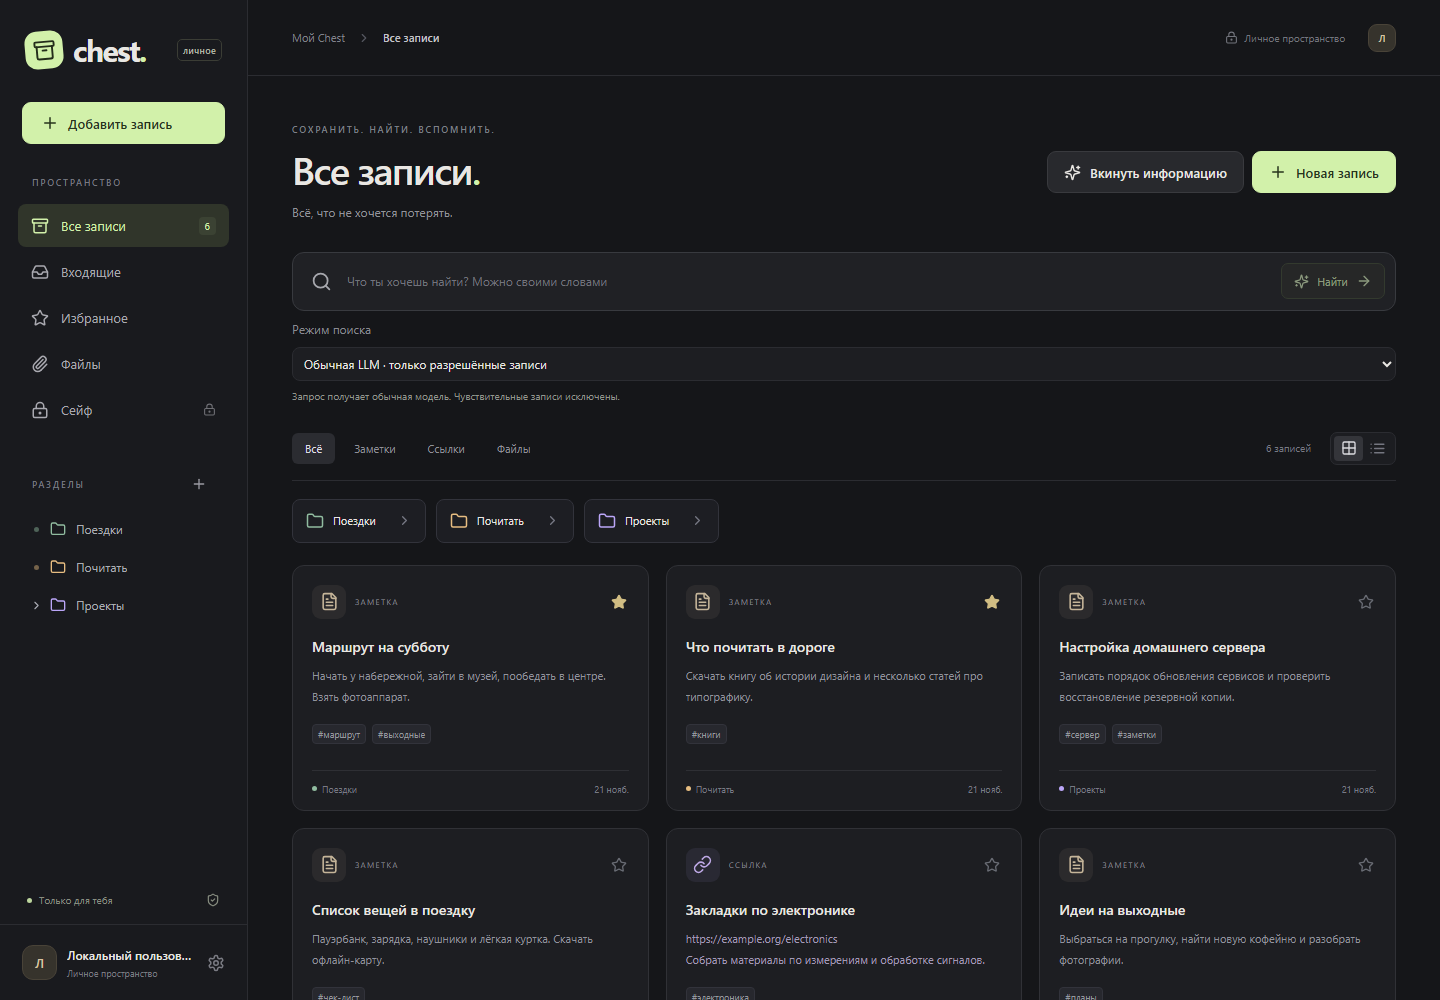 chest.
личное
Добавить запись
ПРОСТРАНСТВО
Все записи
6
Входящие
Избранное
Файлы
Сейф
РАЗДЕЛЫ
Поездки
Почитать
Проекты
Только для тебя
Л
Локальный пользов...
Личное пространство
Мой Chest
Все записи
Личное пространство
Л
СОХРАНИТЬ. НАЙТИ. ВСПОМНИТЬ.
Все записи.
Всё, что не хочется потерять.
Вкинуть информацию
Новая запись
Что ты хочешь найти? Можно своими словами
Найти
Режим поиска
Обычная LLM · только разрешённые записи
Запрос получает обычная модель. Чувствительные записи исключены.
Всё
Заметки
Ссылки
Файлы
6 записей
Поездки
Почитать
Проекты
ЗАМЕТКА
Маршрут на субботу
Начать у набережной, зайти в музей, пообедать в центре.
Взять фотоаппарат.
#маршрут
#выходные
Поездки
21 нояб.
ЗАМЕТКА
Что почитать в дороге
Скачать книгу об истории дизайна и несколько статей про
типографику.
#книги
Почитать
21 нояб.
ЗАМЕТКА
Настройка домашнего сервера
Записать порядок обновления сервисов и проверить
восстановление резервной копии.
#сервер
#заметки
Проекты
21 нояб.
ЗАМЕТКА
Список вещей в поездку
Пауэрбанк, зарядка, наушники и лёгкая куртка. Скачать
офлайн-карту.
#чек-лист
ССЫЛКА
Закладки по электронике
https://example.org/electronics
Собрать материалы по измерениям и обработке сигналов.
#электроника
ЗАМЕТКА
Идеи на выходные
Выбраться на прогулку, найти новую кофейню и разобрать
фотографии.
#планы